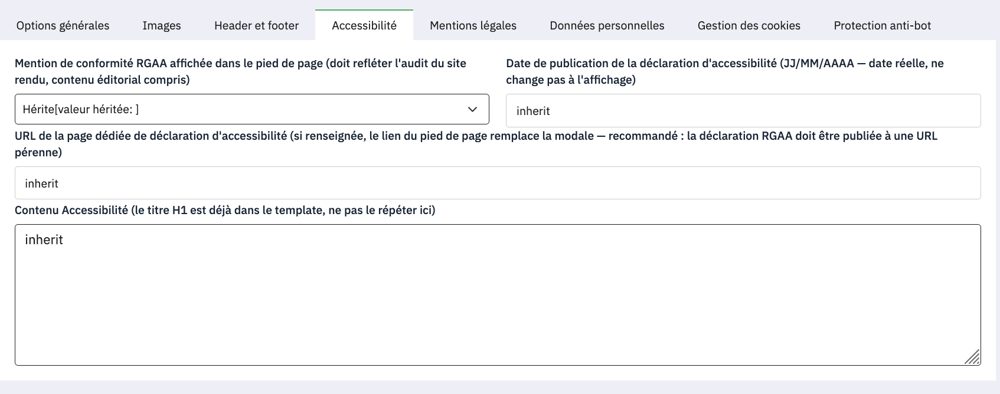 Options générales Images Header et footer Accessibilité Mentions légales Données personnelles Gestion des cookies Protection anti-bot
Mention de conformité RGAA affichée dans le pied de page (doit refléter l'audit du site
rendu, contenu éditorial compris)
Hérite[valeur héritée: ]
Date de publication de la déclaration d'accessibilité (JJ/MM/AAAA — date réelle, ne
change pas à l'affichage)
inherit
URL de la page dédiée de déclaration d'accessibilité (si renseignée, le lien du pied de page remplace la modale — recommandé : la déclaration RGAA doit être publiée à une URL
pérenne)
inherit
Contenu Accessibilité (le titre H1 est déjà dans le template, ne pas le répéter ici)
inherit